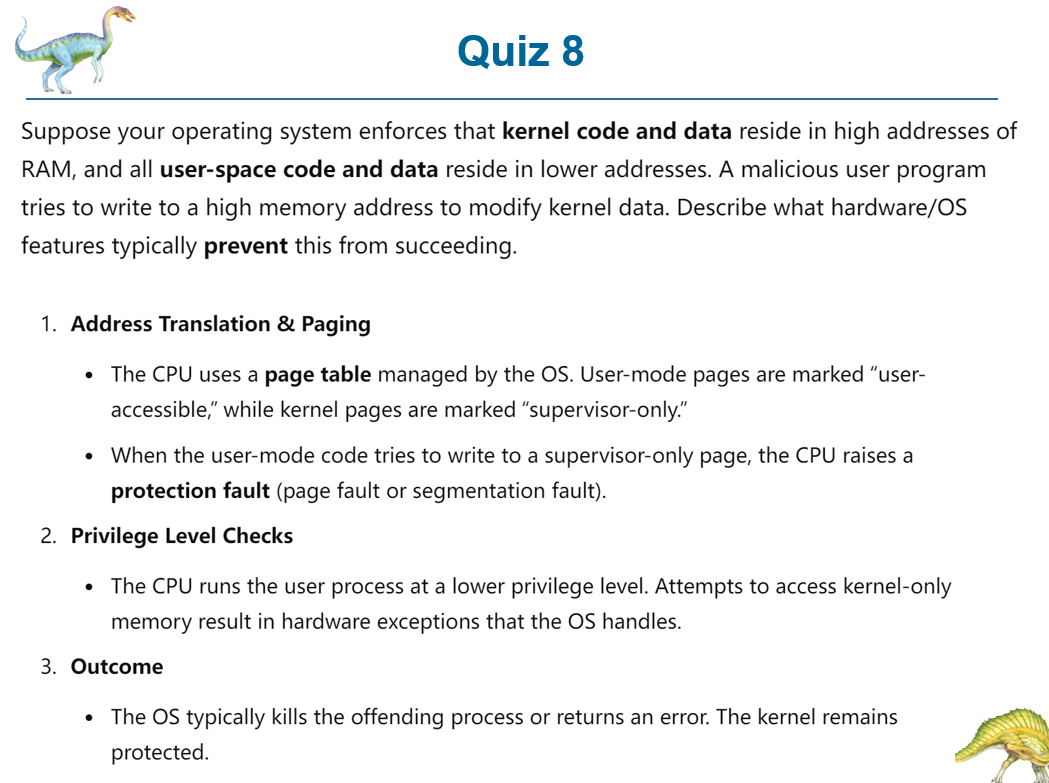 Quiz 8
Suppose your operating system enforces that kernel code and data reside in high addresses of
RAM, and all user-space code and data reside in lower addresses. A malicious user program
tries to write to a high memory address to modify kernel data. Describe what hardware/OS
features typically prevent this from succeeding.
1. Address Translation & Paging
• The CPU uses a page table managed by the OS. User-mode pages are marked “user-
accessible,” while kernel pages are marked “supervisor-only.”
• When the user-mode code tries to write to a supervisor-only page, the CPU raises a
protection fault (page fault or segmentation fault).
2. Privilege Level Checks
• The CPU runs the user process at a lower privilege level. Attempts to access kernel-only
memory result in hardware exceptions that the OS handles.
3. Outcome
• The OS typically kills the offending process or returns an error. The kernel remains
protected.